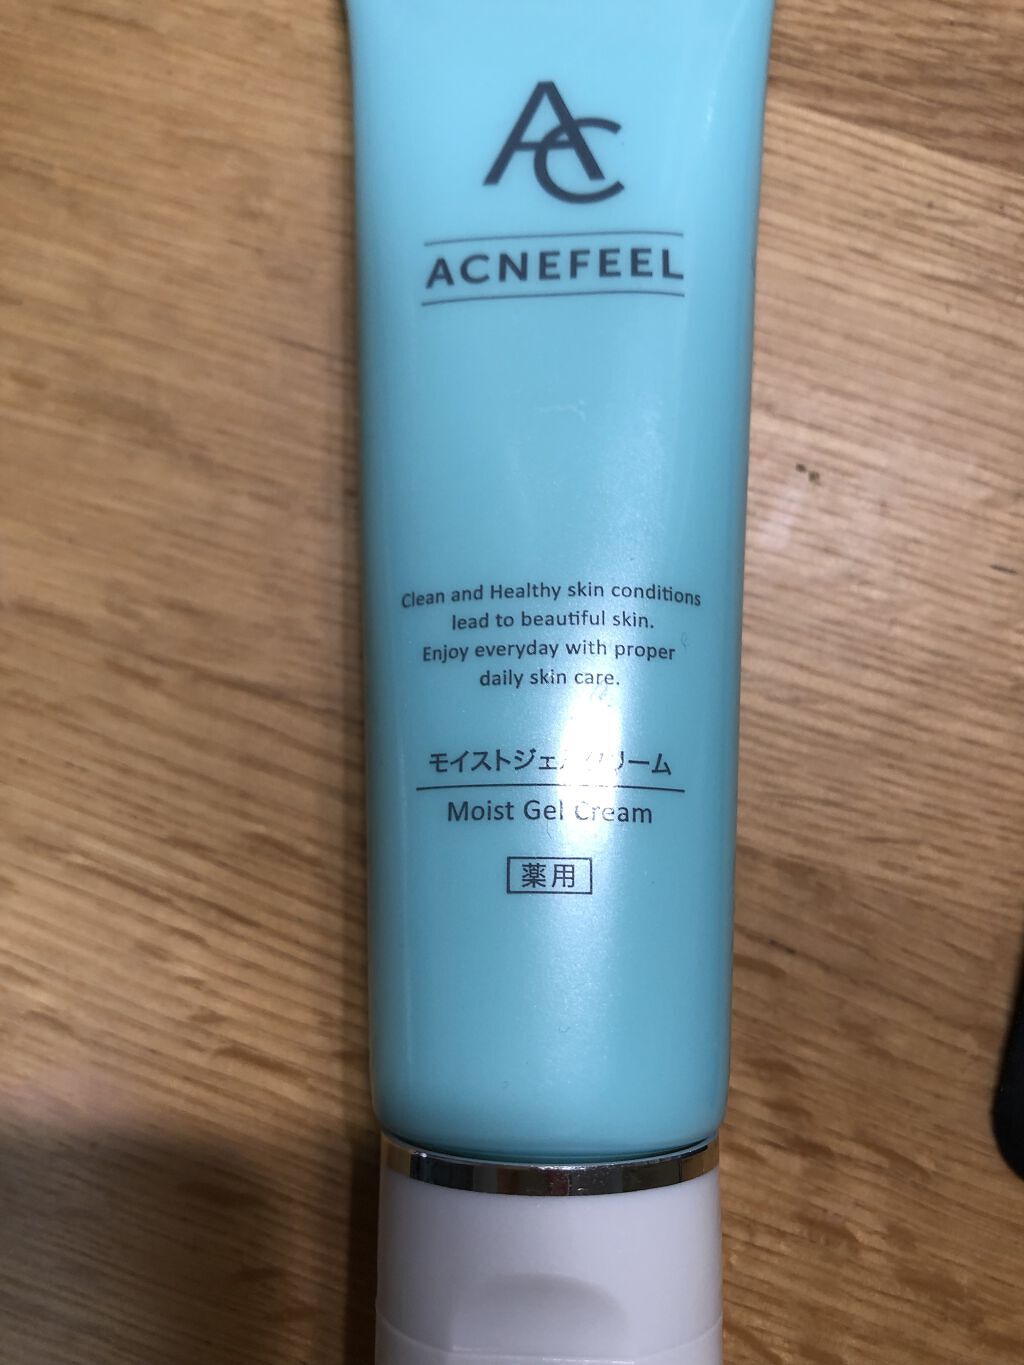 AC
ACNEFEEL
Clean and Healthy skin conditions
lead to beautiful skin.
Enjoy everyday with proper
daily skin care.
モイストジェルクリーム
Moist Gel Cream
薬用